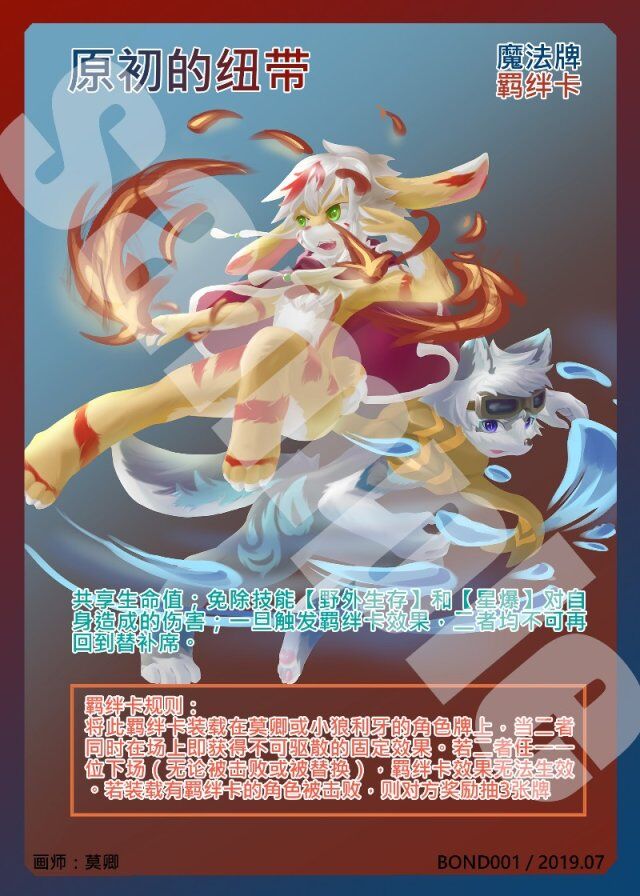 原初的纽带
魔法牌
羁绊卡
共享生命值；免除技能【野外生存】和【星爆】对自
身造成的伤害；一旦触发羁绊卡效果，二者均不可再
回到替补席。
羁绊卡规则：
将此羁绊卡装载在莫卿或小狼利牙的角色牌上，当二者
同时在场上即获得不可驱散的固定效果。若二者任一一
位下场（无论被击败或被替换），羁绊卡效果无法生效
。若装载有羁绊卡的角色被击败，则对方奖励抽3张牌
画师：莫卿
BOND001 / 2019.07